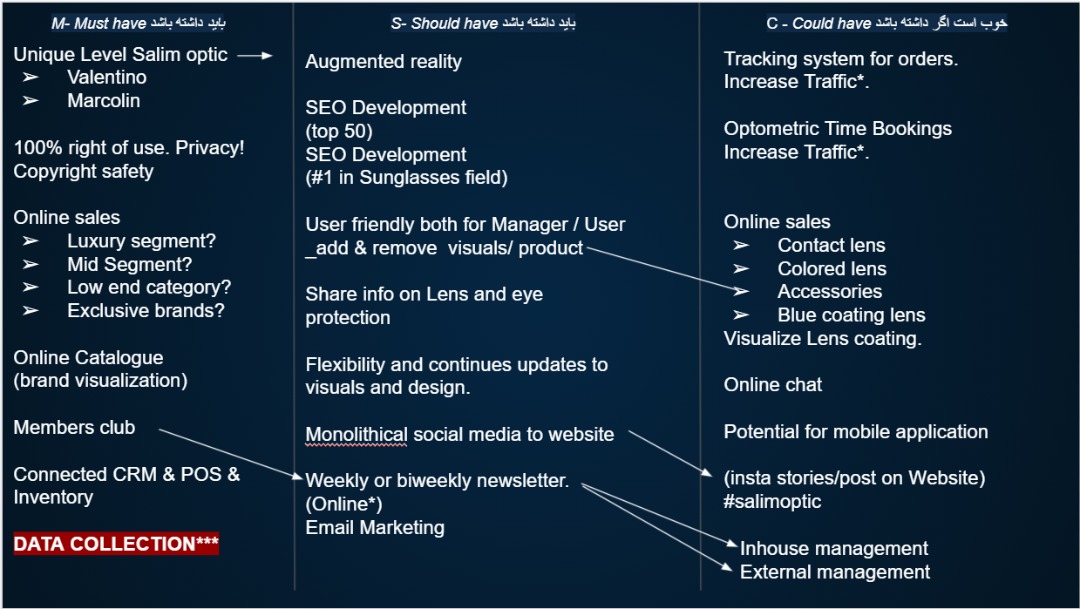 M- Must have باید داشته باشد
Unique Level Salim optic
➢ Valentino
➢ Marcolin
100% right of use. Privacy!
Copyright safety
Online sales
➢ Luxury segment?
➢ Mid Segment?
➢ Low end category?
➢ Exclusive brands?
Online Catalogue
(brand visualization)
Members club
Connected CRM & POS &
Inventory
DATA COLLECTION***
S- Should have باید داشته باشد
Augmented reality
SEO Development
(top 50)
SEO Development
(#1 in Sunglasses field)
User friendly both for Manager / User
_add & remove visuals/ product
Share info on Lens and eye
protection
Flexibility and continues updates to
visuals and design.
Monolithical social media to website
Weekly or biweekly newsletter.
(Online*)
Email Marketing
C - Could have خوب است اگر داشته باشد
Tracking system for orders.
Increase Traffic*.
Optometric Time Bookings
Increase Traffic*.
Online sales
➢ Contact lens
➢ Colored lens
➢ Accessories
➢ Blue coating lens
Visualize Lens coating.
Online chat
Potential for mobile application
(insta stories/post on Website)
#salimoptic
Inhouse management
External management